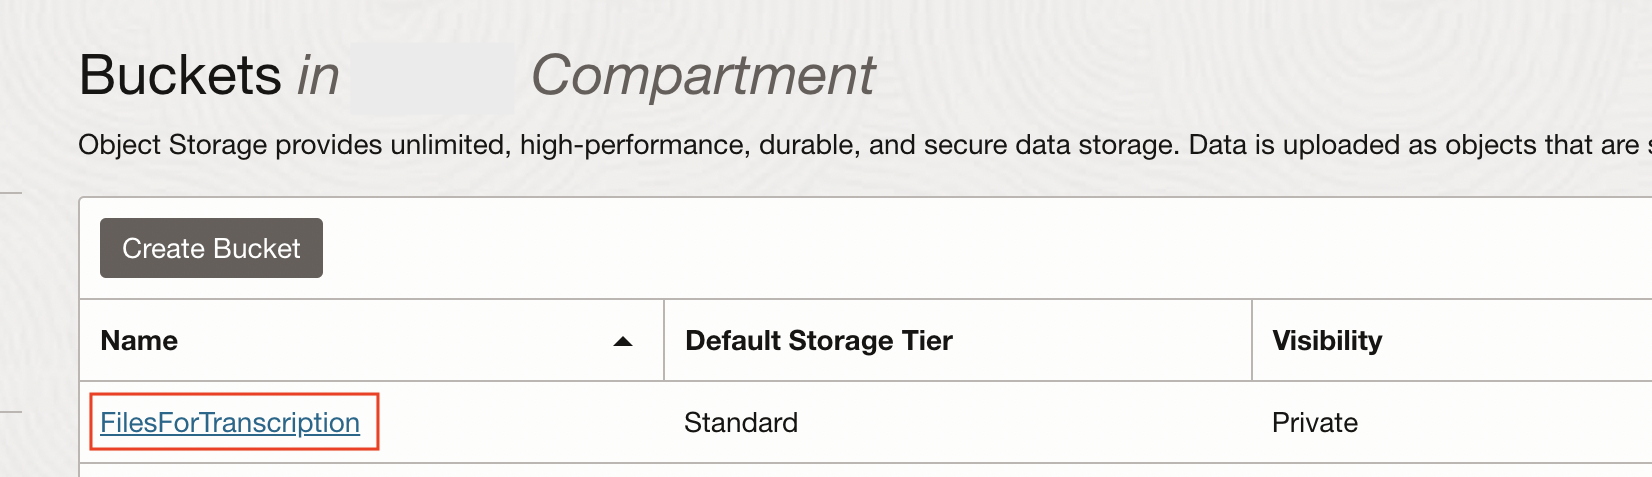 Buckets in Compartment
Object Storage provides unlimited, high-performance, durable, and secure data storage. Data is uploaded as objects that are
Create Bucket
Name Default Storage Tier Visibility
FilesForTranscription Standard Private